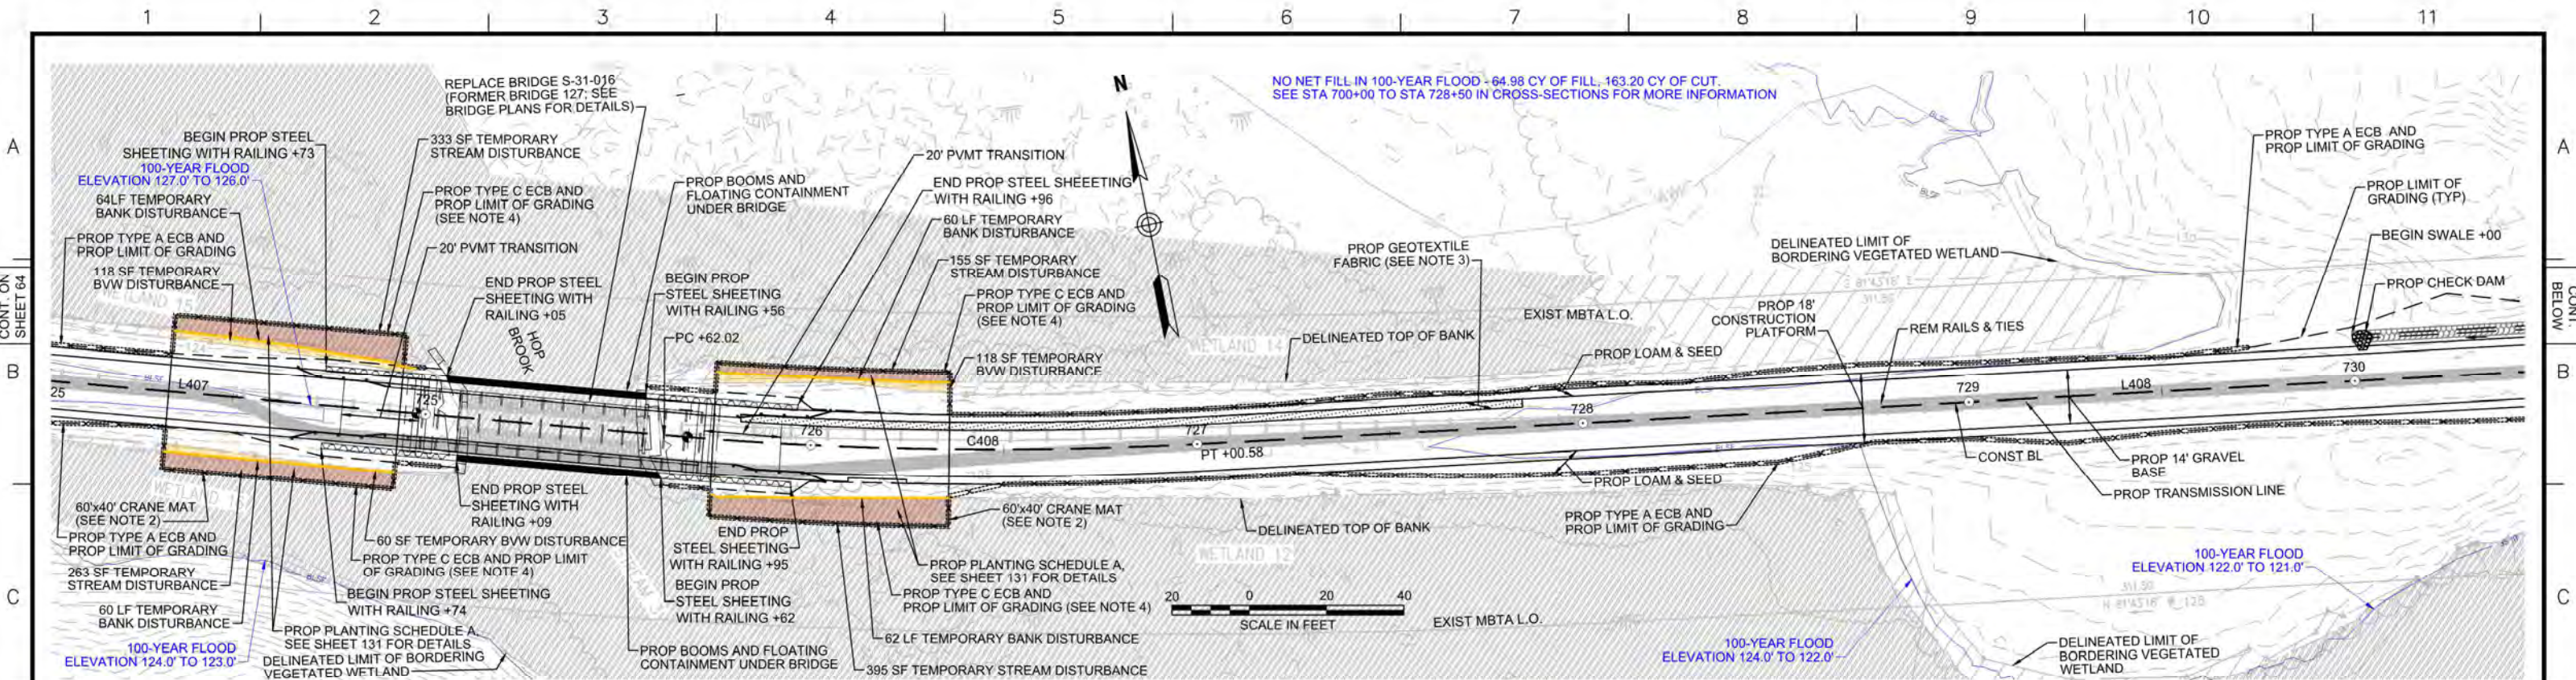 1 2 3 4 5 6 7 8 9 10 11
A
B
C
A
B
C
CONT. ON
SHEET 64
CONT.
BELOW
REPLACE BRIDGE S-31-016
(FORMER BRIDGE 127; SEE
BRIDGE PLANS FOR DETAILS)
N
NO NET FILL IN 100-YEAR FLOOD - 64.98 CY OF FILL, 163.20 CY OF CUT.
SEE STA 700+00 TO STA 728+50 IN CROSS-SECTIONS FOR MORE INFORMATION
BEGIN PROP STEEL
SHEETING WITH RAILING +73
100-YEAR FLOOD
ELEVATION 127.0' TO 126.0'
64LF TEMPORARY
BANK DISTURBANCE
PROP TYPE A ECB AND
PROP LIMIT OF GRADING
118 SF TEMPORARY
BVW DISTURBANCE
333 SF TEMPORARY
STREAM DISTURBANCE
PROP TYPE C ECB AND
PROP LIMIT OF GRADING
(SEE NOTE 4)
20' PVMT TRANSITION
END PROP STEEL
SHEETING WITH
RAILING +05
HOP
BROOK
PROP BOOMS AND
FLOATING CONTAINMENT
UNDER BRIDGE
BEGIN PROP
STEEL SHEETING
WITH RAILING +56
PC +62.02
20' PVMT TRANSITION
END PROP STEEL SHEEETING
WITH RAILING +96
60 LF TEMPORARY
BANK DISTURBANCE
155 SF TEMPORARY
STREAM DISTURBANCE
PROP TYPE C ECB AND
PROP LIMIT OF GRADING
(SEE NOTE 4)
118 SF TEMPORARY
BVW DISTURBANCE
WETLAND 14
DELINEATED TOP OF BANK
PROP GEOTEXTILE
FABRIC (SEE NOTE 3)
EXIST MBTA L.O.
PROP LOAM & SEED
PROP 18'
CONSTRUCTION
PLATFORM
DELINEATED LIMIT OF
BORDERING VEGETATED WETLAND
REM RAILS & TIES
PROP TYPE A ECB AND
PROP LIMIT OF GRADING
PROP LIMIT OF
GRADING (TYP)
BEGIN SWALE +00
PROP CHECK DAM
25
L407
725
726
C408
727
PT +00.58
728
729
L408
730
60'x40' CRANE MAT
(SEE NOTE 2)
PROP TYPE A ECB AND
PROP LIMIT OF GRADING
263 SF TEMPORARY
STREAM DISTURBANCE
60 LF TEMPORARY
BANK DISTURBANCE
100-YEAR FLOOD
ELEVATION 124.0' TO 123.0'
END PROP STEEL
SHEETING WITH
RAILING +09
60 SF TEMPORARY BVW DISTURBANCE
PROP TYPE C ECB AND PROP LIMIT
OF GRADING (SEE NOTE 4)
BEGIN PROP STEEL SHEETING
WITH RAILING +74
PROP PLANTING SCHEDULE A,
SEE SHEET 131 FOR DETAILS
DELINEATED LIMIT OF BORDERING
VEGETATED WETLAND
END PROP
STEEL SHEETING
WITH RAILING +95
BEGIN PROP
STEEL SHEETING
WITH RAILING +62
PROP BOOMS AND FLOATING
CONTAINMENT UNDER BRIDGE
60'x40' CRANE MAT
(SEE NOTE 2)
PROP PLANTING SCHEDULE A,
SEE SHEET 131 FOR DETAILS
PROP TYPE C ECB AND
PROP LIMIT OF GRADING (SEE NOTE 4)
62 LF TEMPORARY BANK DISTURBANCE
395 SF TEMPORARY STREAM DISTURBANCE
DELINEATED TOP OF BANK
WETLAND 12
20 0 20 40
SCALE IN FEET
EXIST MBTA L.O.
PROP LOAM & SEED
PROP TYPE A ECB AND
PROP LIMIT OF GRADING
CONST BL
PROP 14' GRAVEL
BASE
PROP TRANSMISSION LINE
100-YEAR FLOOD
ELEVATION 122.0' TO 121.0'
100-YEAR FLOOD
ELEVATION 124.0' TO 122.0'
DELINEATED LIMIT OF
BORDERING VEGETATED
WETLAND